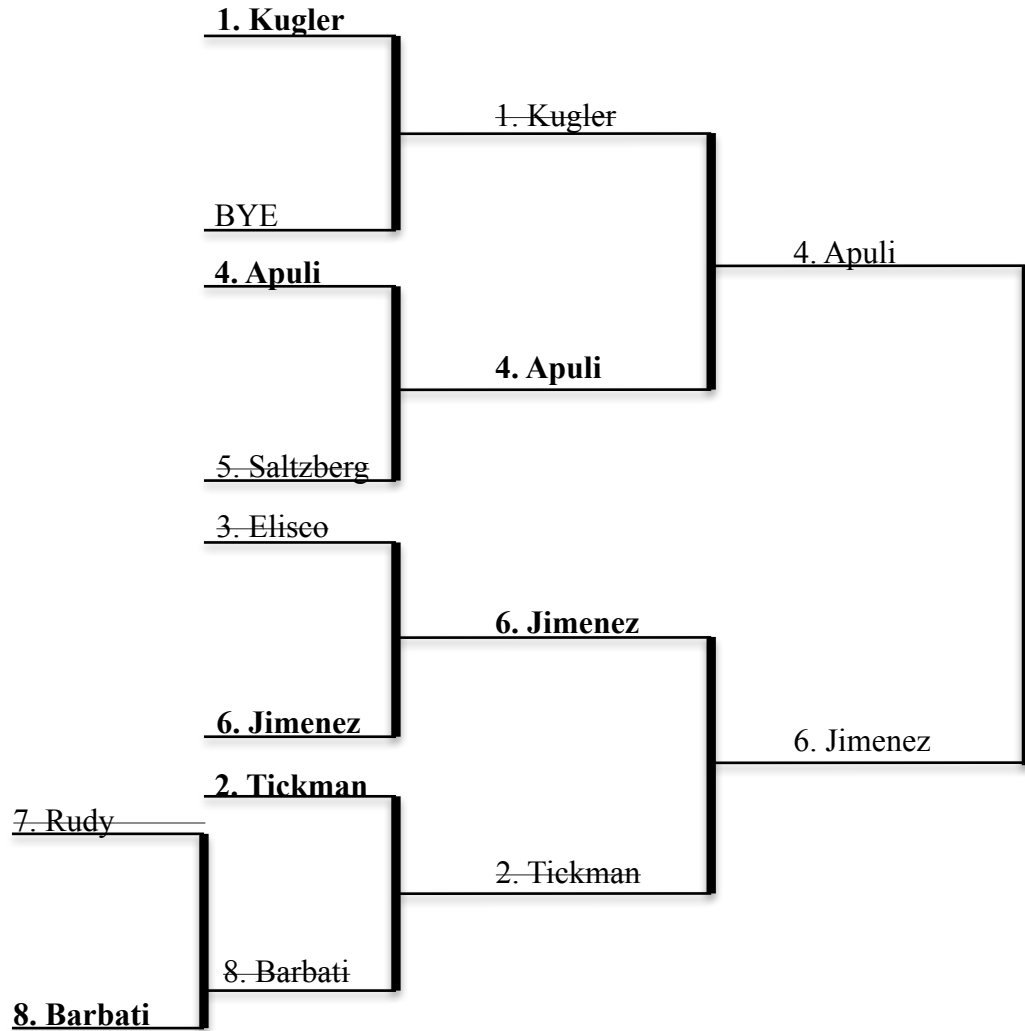 1. Kugler
1. Kugler
BYE
4. Apuli
4. Apuli
4. Apuli
5. Saltzberg
3. Elisco
6. Jimenez
6. Jimenez
6. Jimenez
2. Tickman
7. Rudy
2. Tickman
8. Barbati
8. Barbati